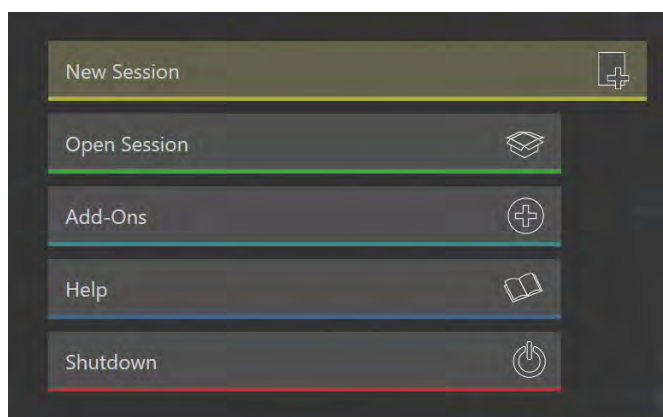 New Session
Open Session
Add-Ons
Help
Shutdown